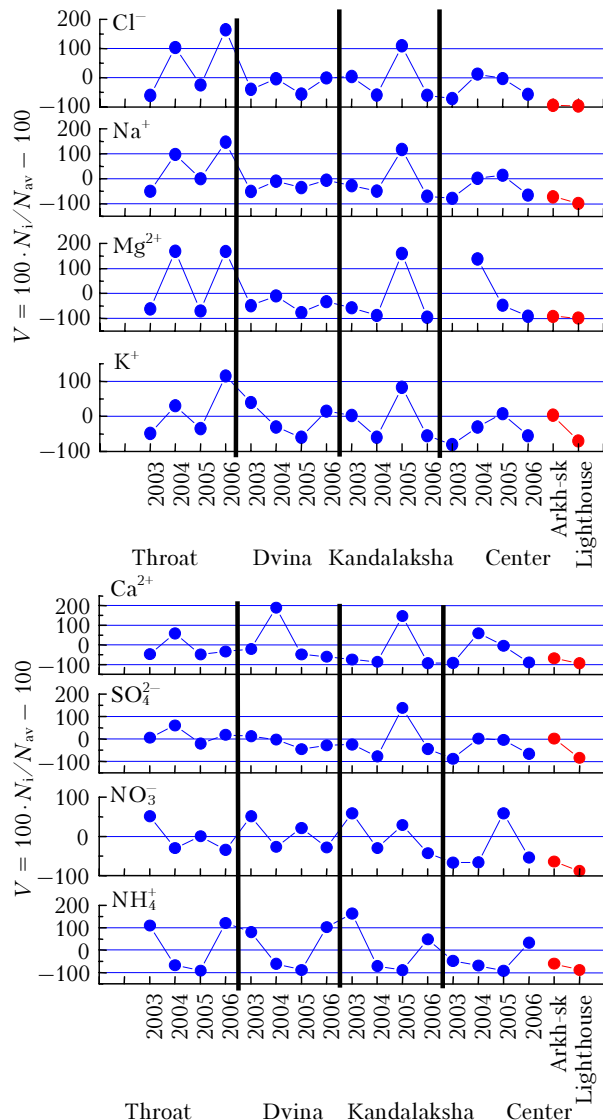 V = 100 · Nᵢ/Nₐᵥ − 100
Cl⁻
100
0
−100
Na⁺
200
100
0
−100
Mg²⁺
200
100
0
−100
K⁺
100
0
−100
2003 2004 2005 2006 2003 2004 2005 2006 2003 2004 2005 2006 2003 2004 2005 2006 Arkh-sk Lighthouse
Throat Dvina Kandalaksha Center
V = 100 · Nᵢ/Nₐᵥ − 100
Ca²⁺
200
100
0
−100
SO₄²⁻
200
100
0
−100
NO₃⁻
100
0
−100
NH₄⁺
200
100
0
−100
2003 2004 2005 2006 2003 2004 2005 2006 2003 2004 2005 2006 2003 2004 2005 2006 Arkh-sk Lighthouse
Throat Dvina Kandalaksha Center